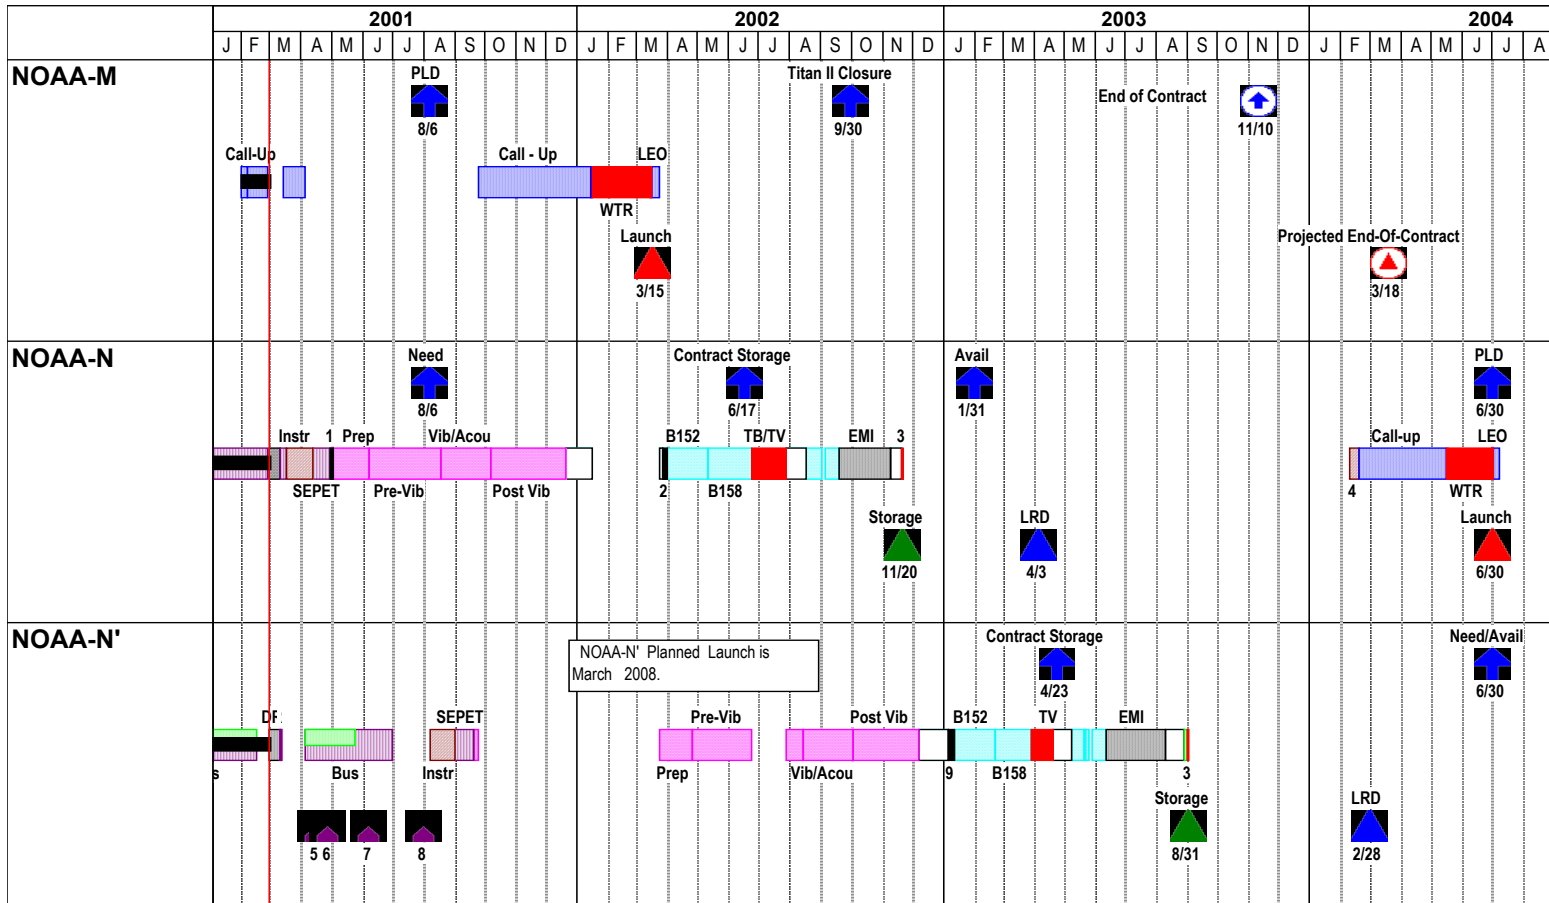 2001 2002 2003 2004
J F M A M J J A S O N D J F M A M J J A S O N D J F M A M J J A S O N D J F M A M J J A
NOAA-M
PLD
Titan II Closure
End of Contract
8/6
9/30
11/10
Call-Up
Call - Up
LEO
WTR
Launch
Projected End-Of-Contract
3/15
3/18
NOAA-N
Need
Contract Storage
Avail
PLD
8/6
6/17
1/31
6/30
Instr 1 Prep Vib/Acou
B152 TB/TV EMI 3
Call-up LEO
SEPET Pre-Vib Post Vib
2 B158
4 WTR
Storage
LRD
Launch
11/20
4/3
6/30
NOAA-N'
NOAA-N' Planned Launch is
March 2008.
Contract Storage
Need/Avail
4/23
6/30
SEPET
Pre-Vib
Post Vib
B152 TV EMI
s
Bus
Instr
Prep
Vib/Acou
9 B158
3
Storage
LRD
5 6 7 8
8/31
2/28